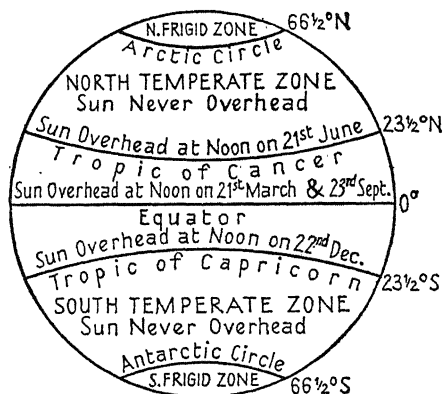 N. FRIGID ZONE 66½°N
Arctic Circle
NORTH TEMPERATE ZONE
Sun Never Overhead
Sun Overhead at Noon on 21st June 23½°N
Tropic of Cancer
Sun Overhead at Noon on 21st March & 23rd Sept. 0°
Equator
Sun Overhead at Noon on 22nd Dec.
Tropic of Capricorn 23½°S
SOUTH TEMPERATE ZONE
Sun Never Overhead
Antarctic Circle
S. FRIGID ZONE 66½°S